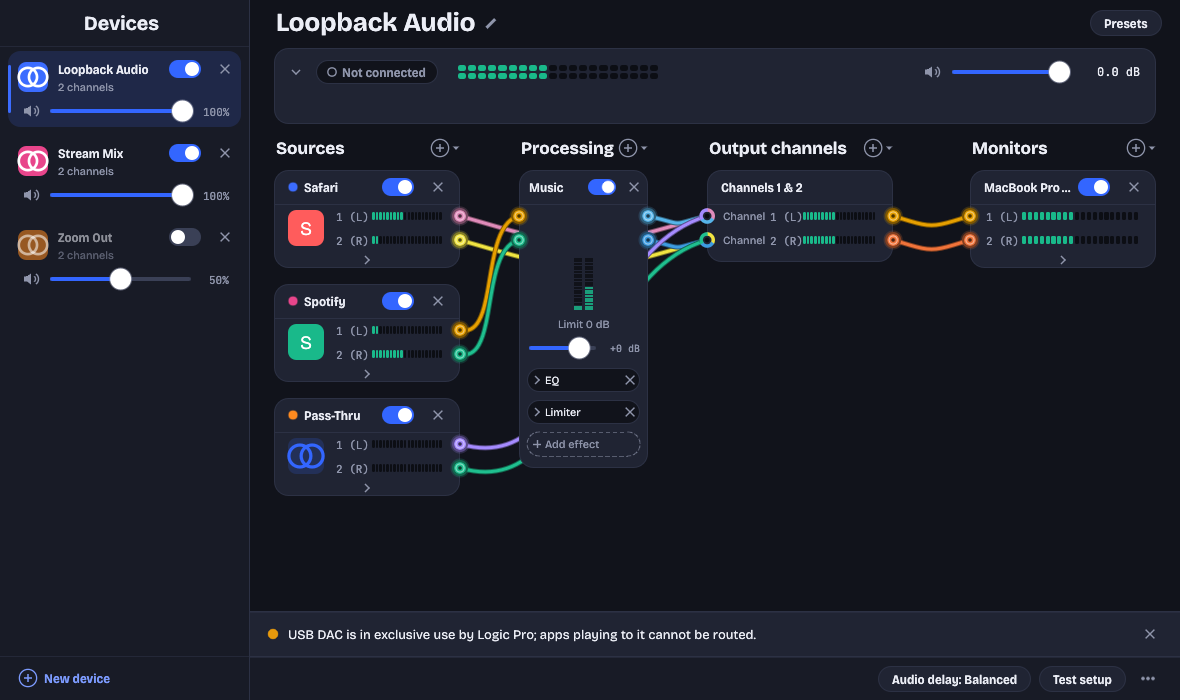 Devices
Loopback Audio
2 channels
100%
Stream Mix
2 channels
100%
Zoom Out
2 channels
50%
New device
Loopback Audio
Presets
Not connected
0.0 dB
Sources
Processing
Output channels
Monitors
Safari
S
1 (L)
2 (R)
Spotify
S
1 (L)
2 (R)
Pass-Thru
1 (L)
2 (R)
Music
Limit 0 dB
+0 dB
EQ
Limiter
+ Add effect
Channels 1 & 2
Channel 1 (L)
Channel 2 (R)
MacBook Pro...
1 (L)
2 (R)
USB DAC is in exclusive use by Logic Pro; apps playing to it cannot be routed.
Audio delay: Balanced
Test setup